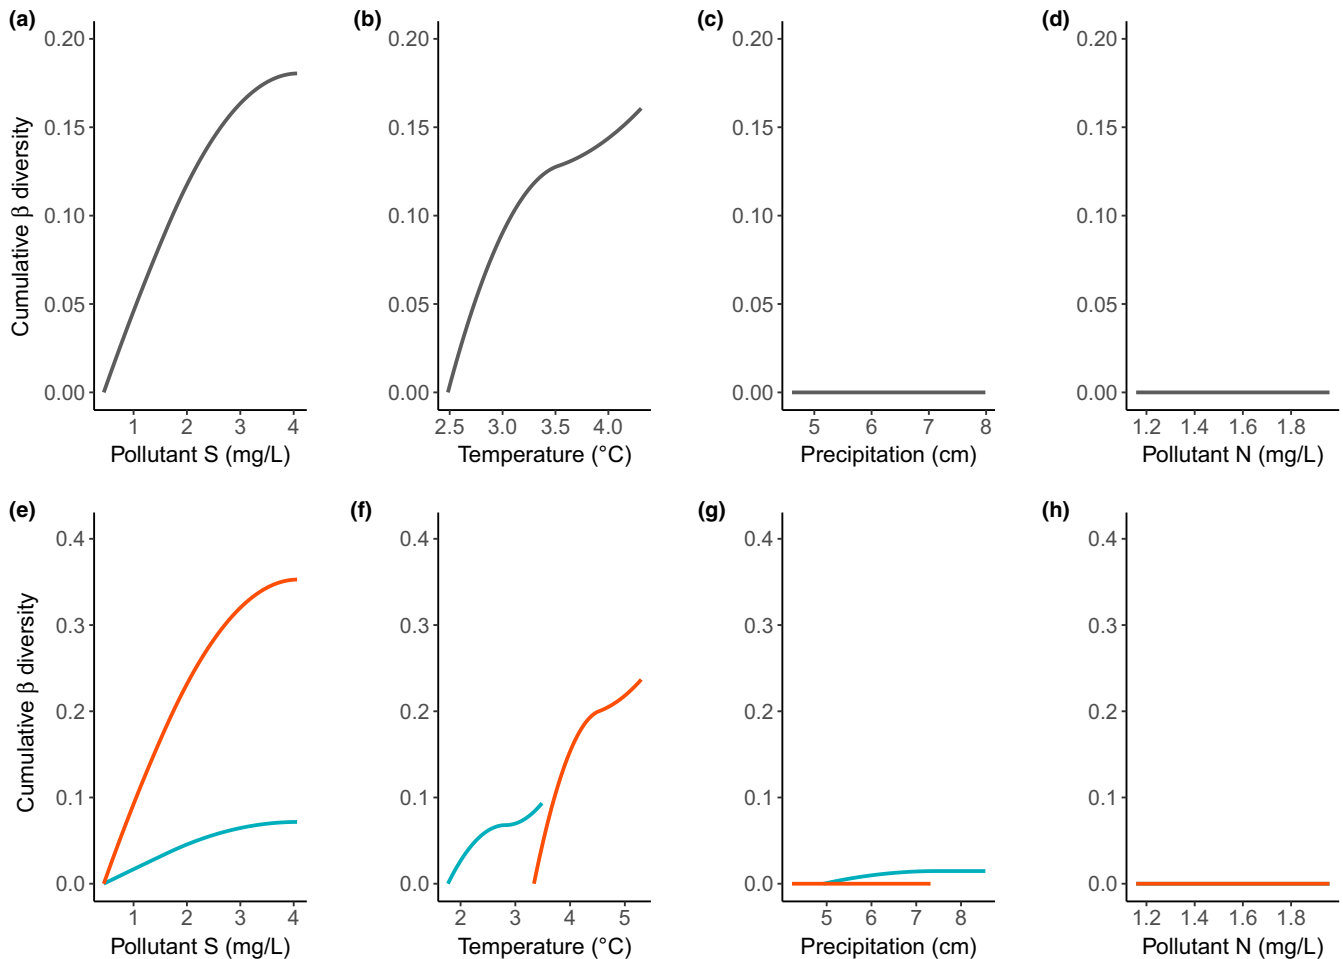 (a)
Cumulative β diversity
0.20
0.15
0.10
0.05
0.00
1 2 3 4
Pollutant S (mg/L)
(b)
0.20
0.15
0.10
0.05
0.00
2.5 3.0 3.5 4.0
Temperature (°C)
(c)
0.20
0.15
0.10
0.05
0.00
5 6 7 8
Precipitation (cm)
(d)
0.20
0.15
0.10
0.05
0.00
1.2 1.4 1.6 1.8
Pollutant N (mg/L)
(e)
Cumulative β diversity
0.4
0.3
0.2
0.1
0.0
1 2 3 4
Pollutant S (mg/L)
(f)
0.4
0.3
0.2
0.1
0.0
2 3 4 5
Temperature (°C)
(g)
0.4
0.3
0.2
0.1
0.0
5 6 7 8
Precipitation (cm)
(h)
0.4
0.3
0.2
0.1
0.0
1.2 1.4 1.6 1.8
Pollutant N (mg/L)